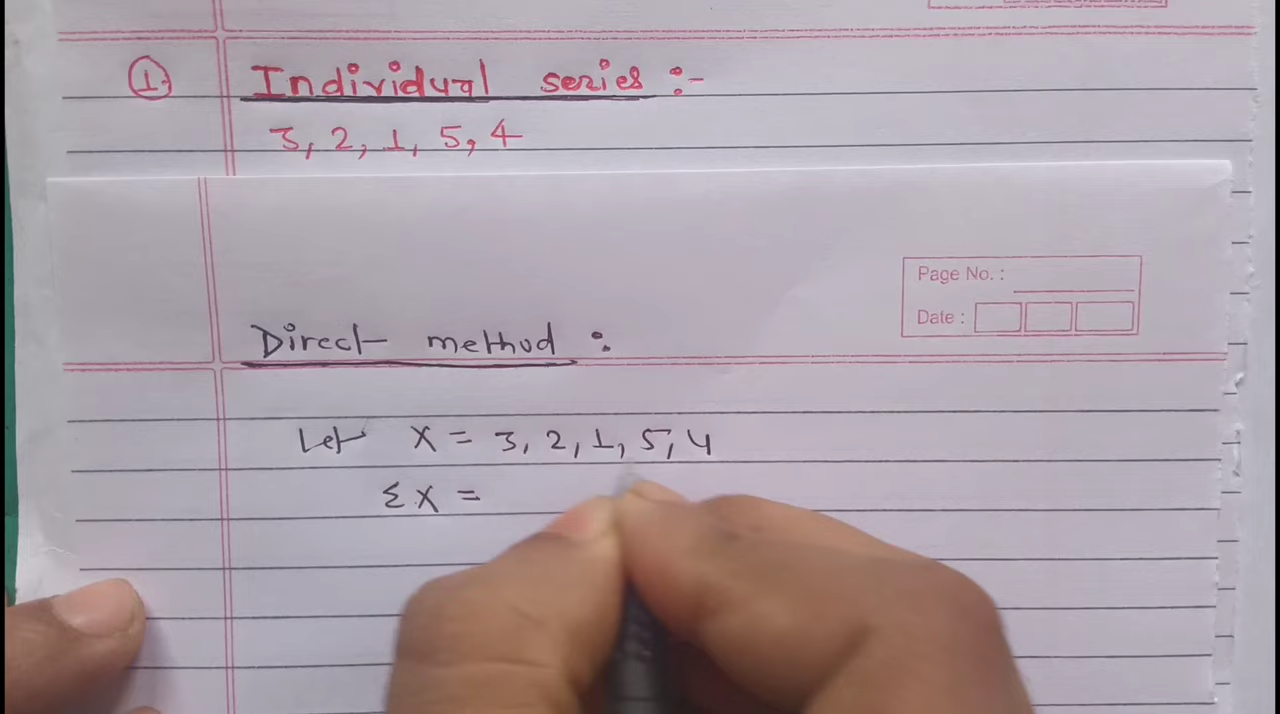 1. Individual series :-
3, 2, 1, 5, 4
Page No. :
Date :
Direct method :
Let X = 3, 2, 1, 5, 4
ΣX =